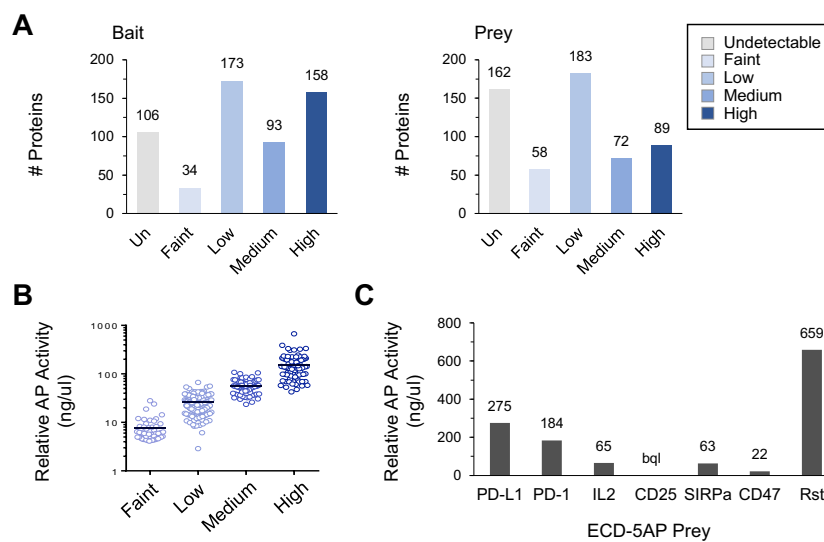 A
Bait
# Proteins
200
150
100
50
0
106
34
173
93
158
Un
Faint
Low
Medium
High
Prey
# Proteins
200
150
100
50
0
162
58
183
72
89
Un
Faint
Low
Medium
High
Undetectable
Faint
Low
Medium
High
B
Relative AP Activity
(ng/ul)
1000
100
10
1
Faint
Low
Medium
High
C
Relative AP Activity
(ng/ul)
800
600
400
200
0
275
184
65
bql
63
22
659
PD-L1 PD-1 IL2 CD25 SIRPa CD47 Rst
ECD-5AP Prey